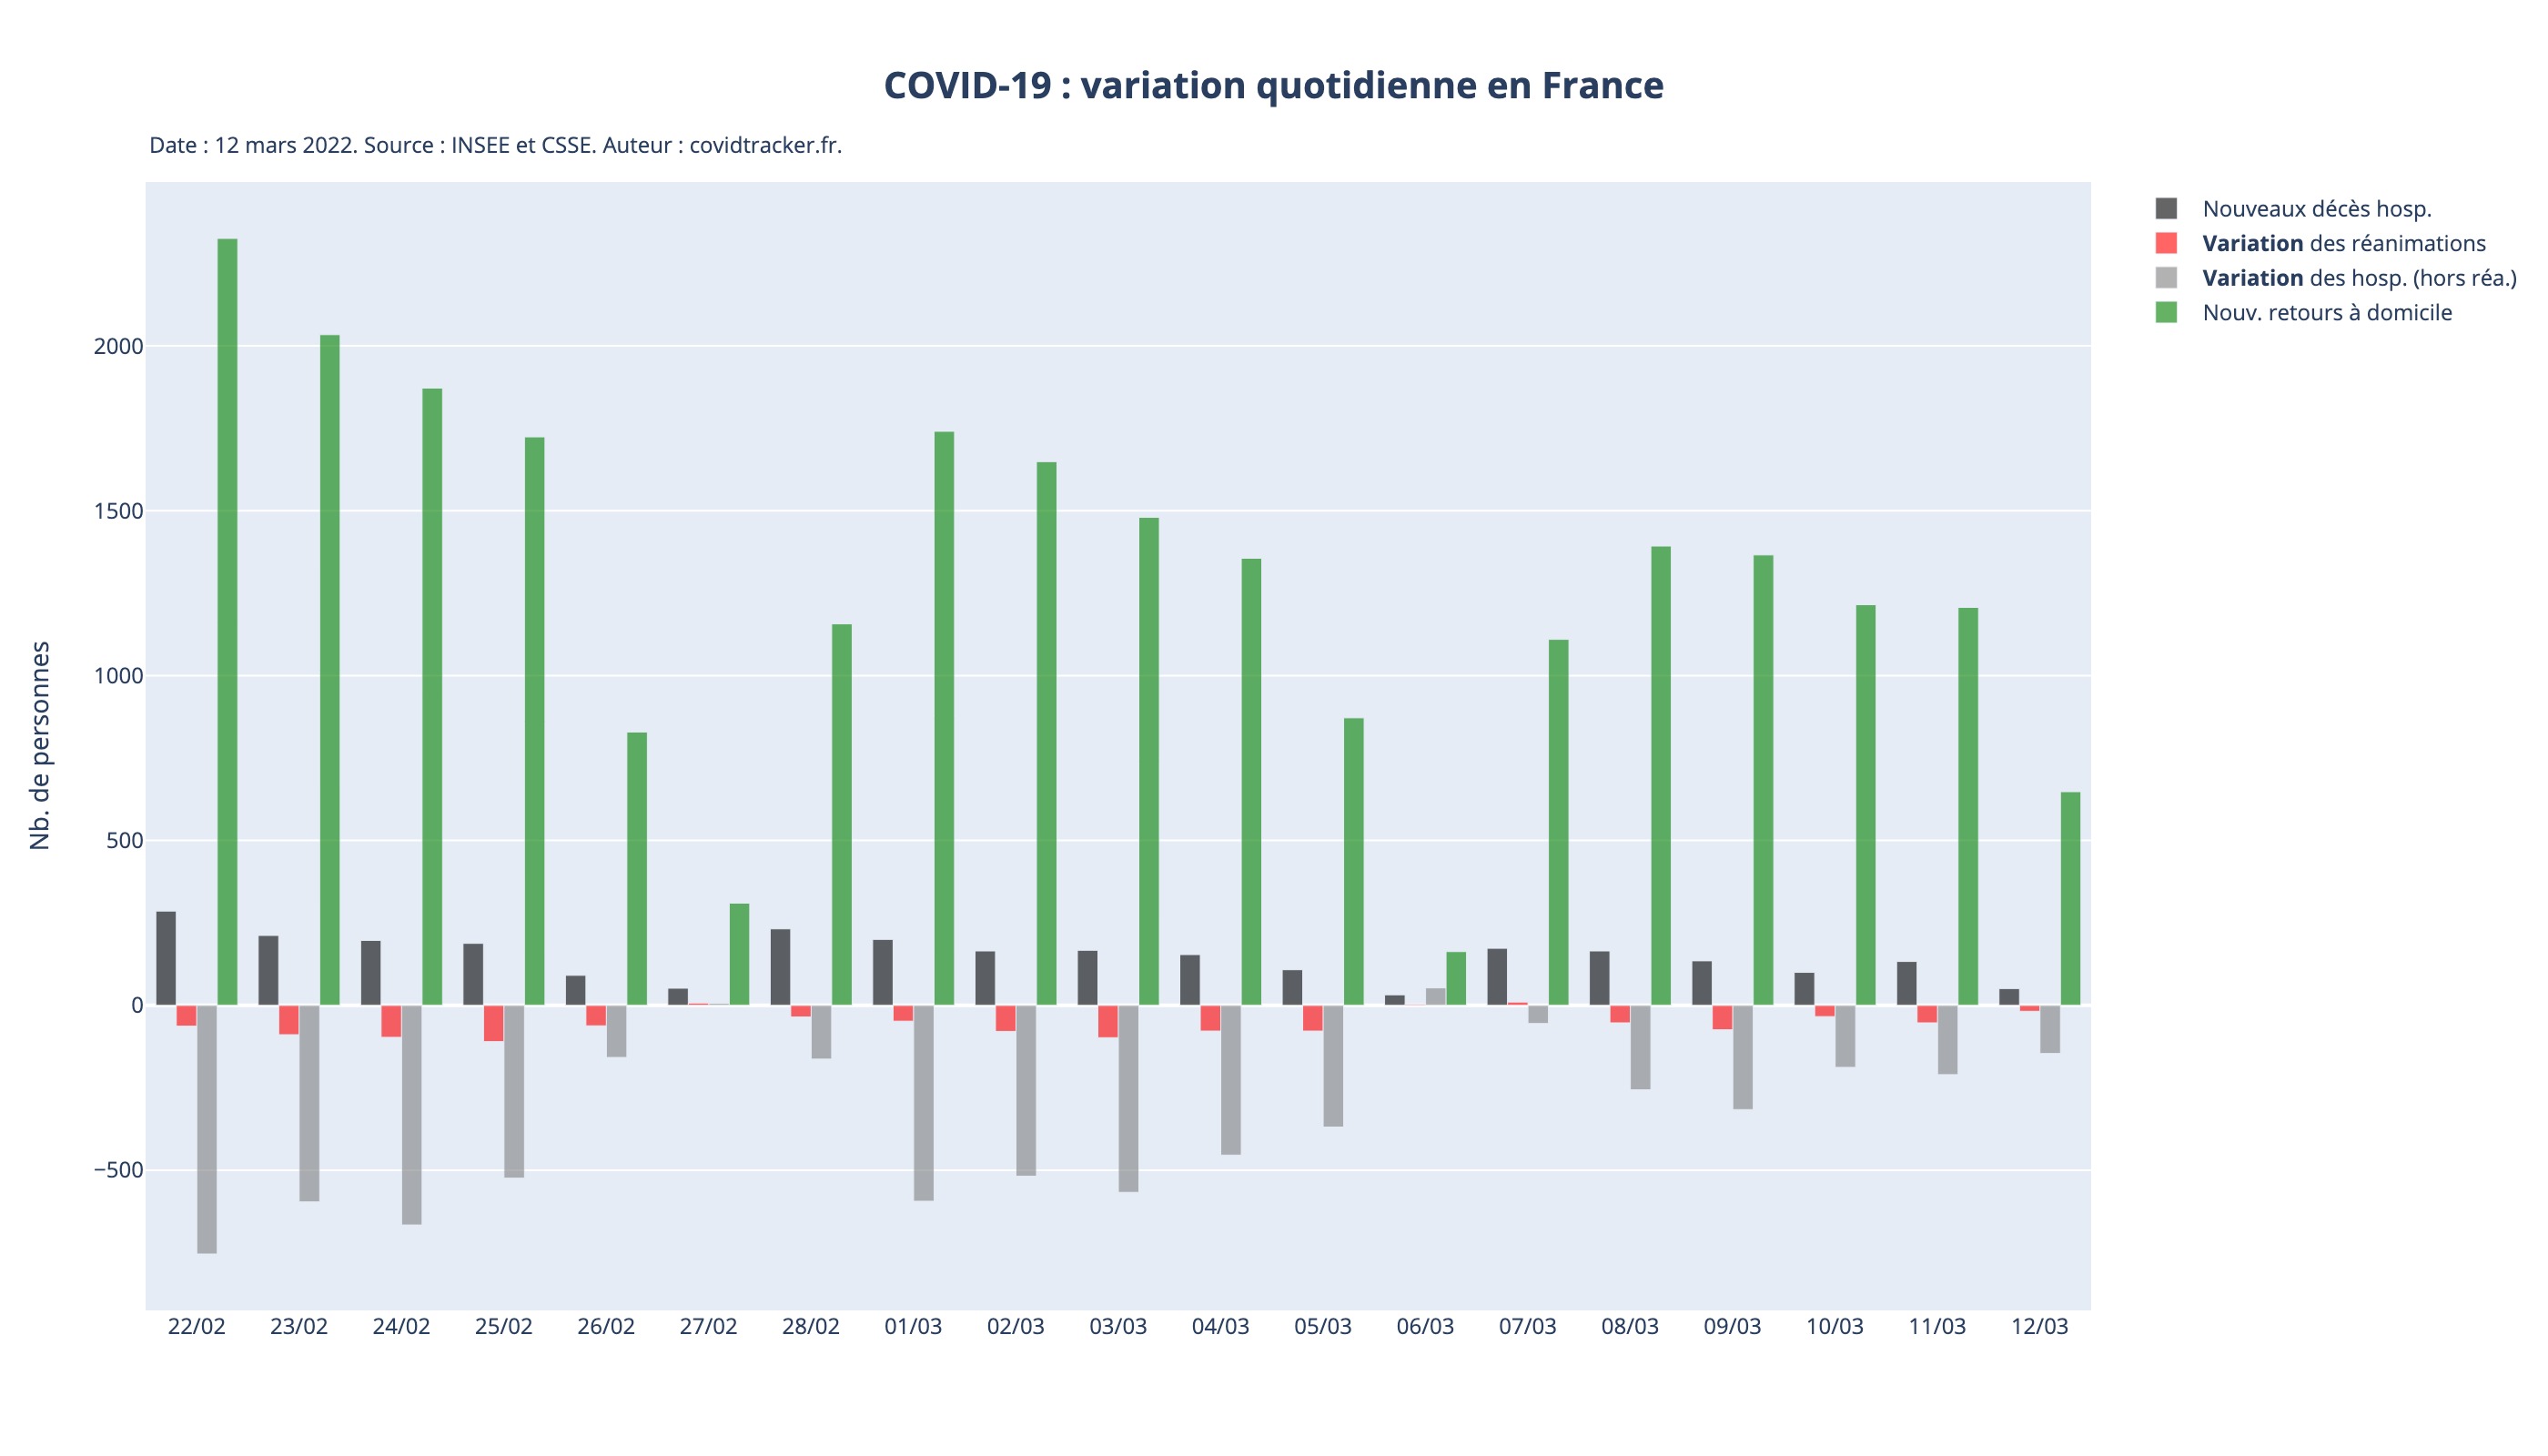 COVID-19 : variation quotidienne en France
Date : 12 mars 2022. Source : INSEE et CSSE. Auteur : covidtracker.fr.
Nouveaux décès hosp.
Variation des réanimations
Variation des hosp. (hors réa.)
Nouv. retours à domicile
Nb. de personnes
2000
1500
1000
500
0
−500
22/02 23/02 24/02 25/02 26/02 27/02 28/02 01/03 02/03 03/03 04/03 05/03 06/03 07/03 08/03 09/03 10/03 11/03 12/03